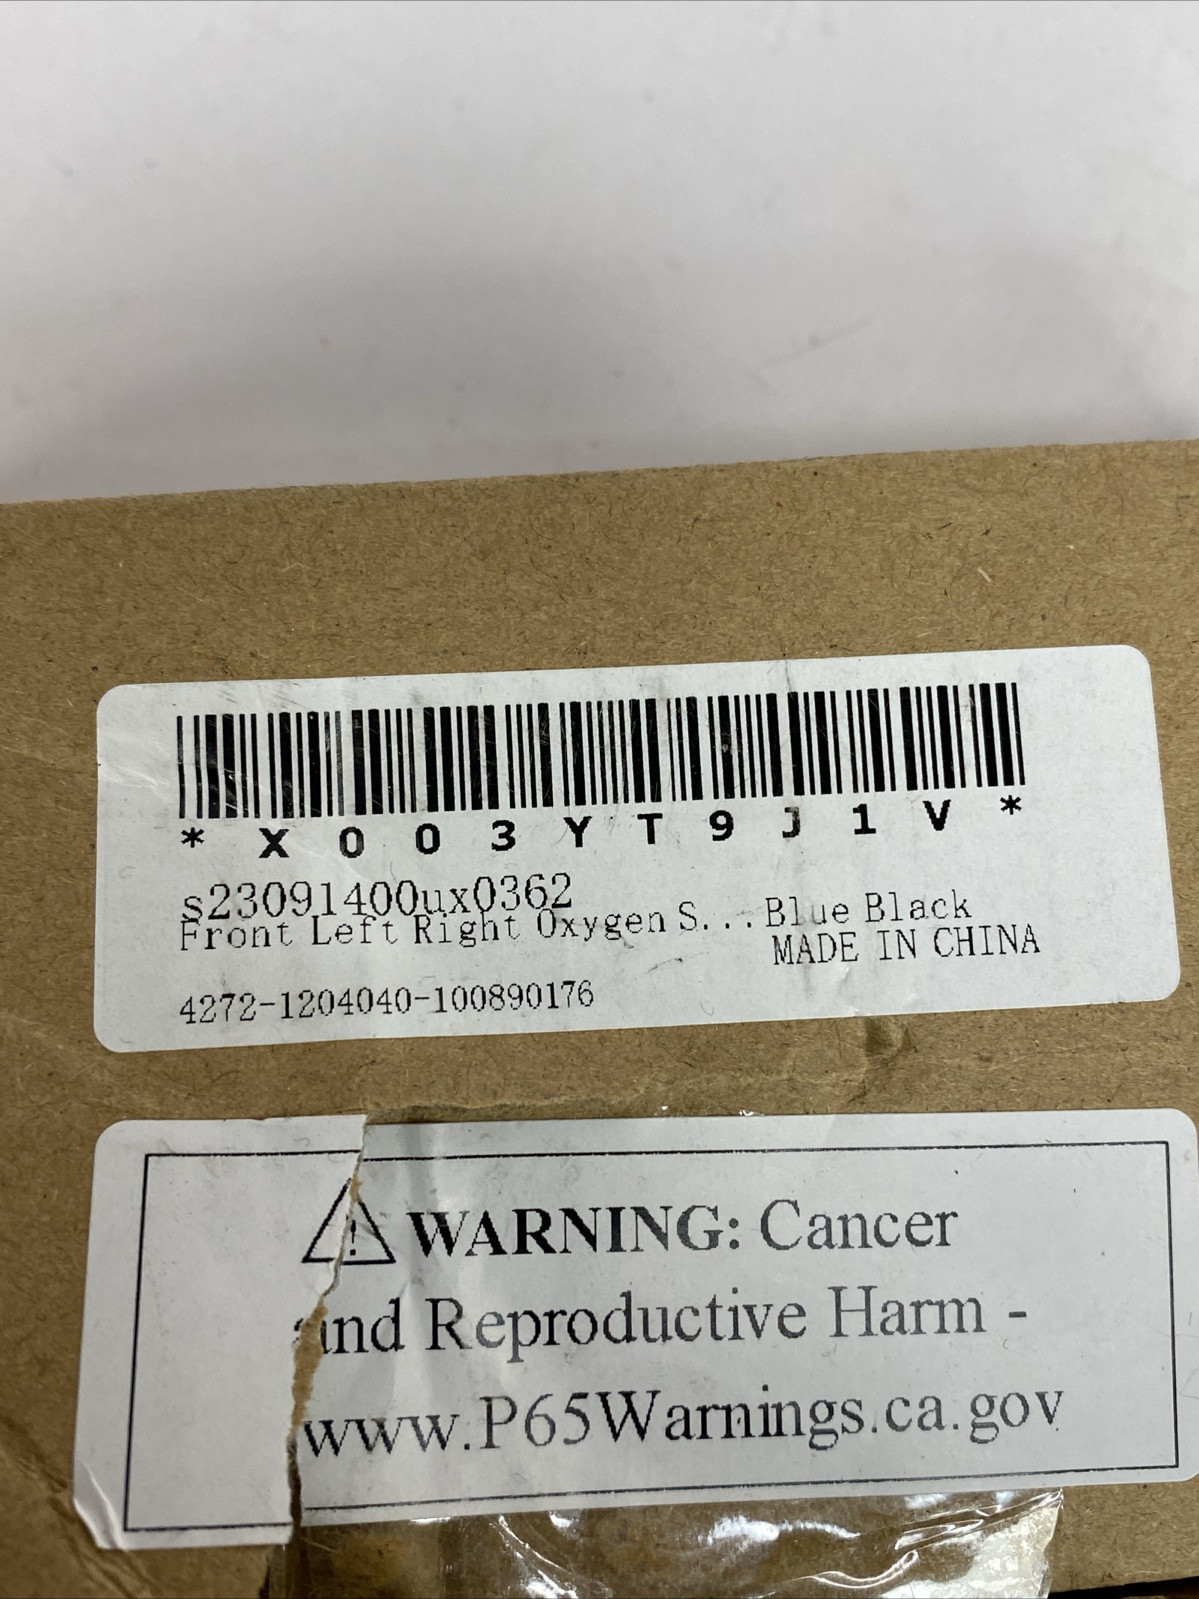 * X 0 0 3 Y T 9 J 1 V *
s23091400ux0362
Front Left Right Oxygen S...Blue Black
MADE IN CHINA
4272-1204040-100890176
WARNING: Cancer
and Reproductive Harm -
www.P65Warnings.ca.gov